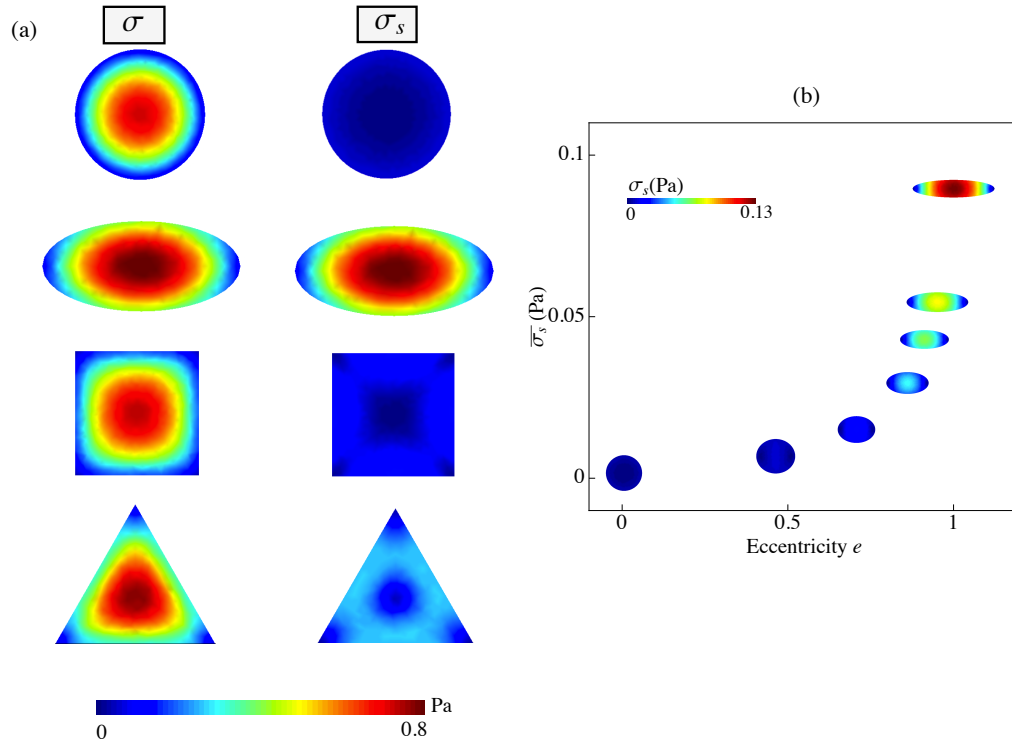 (a)
σ
σₛ
Pa
0
0.8
(b)
0.1
0.05
0
σ̅ₛ (Pa)
σₛ(Pa)
0
0.13
0
0.5
1
Eccentricity e